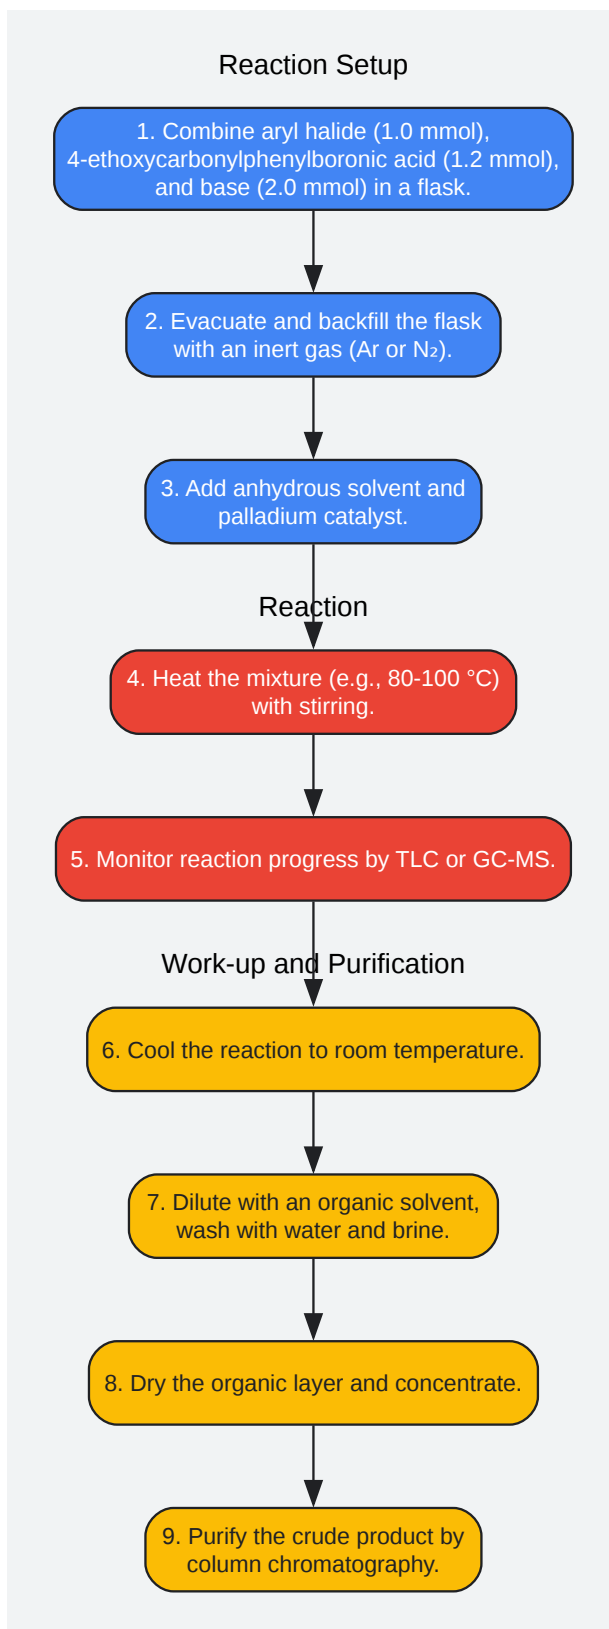 Reaction Setup
1. Combine aryl halide (1.0 mmol),
4-ethoxycarbonylphenylboronic acid (1.2 mmol),
and base (2.0 mmol) in a flask.
2. Evacuate and backfill the flask
with an inert gas (Ar or N₂).
3. Add anhydrous solvent and
palladium catalyst.
Reaction
4. Heat the mixture (e.g., 80-100 °C)
with stirring.
5. Monitor reaction progress by TLC or GC-MS.
Work-up and Purification
6. Cool the reaction to room temperature.
7. Dilute with an organic solvent,
wash with water and brine.
8. Dry the organic layer and concentrate.
9. Purify the crude product by
column chromatography.